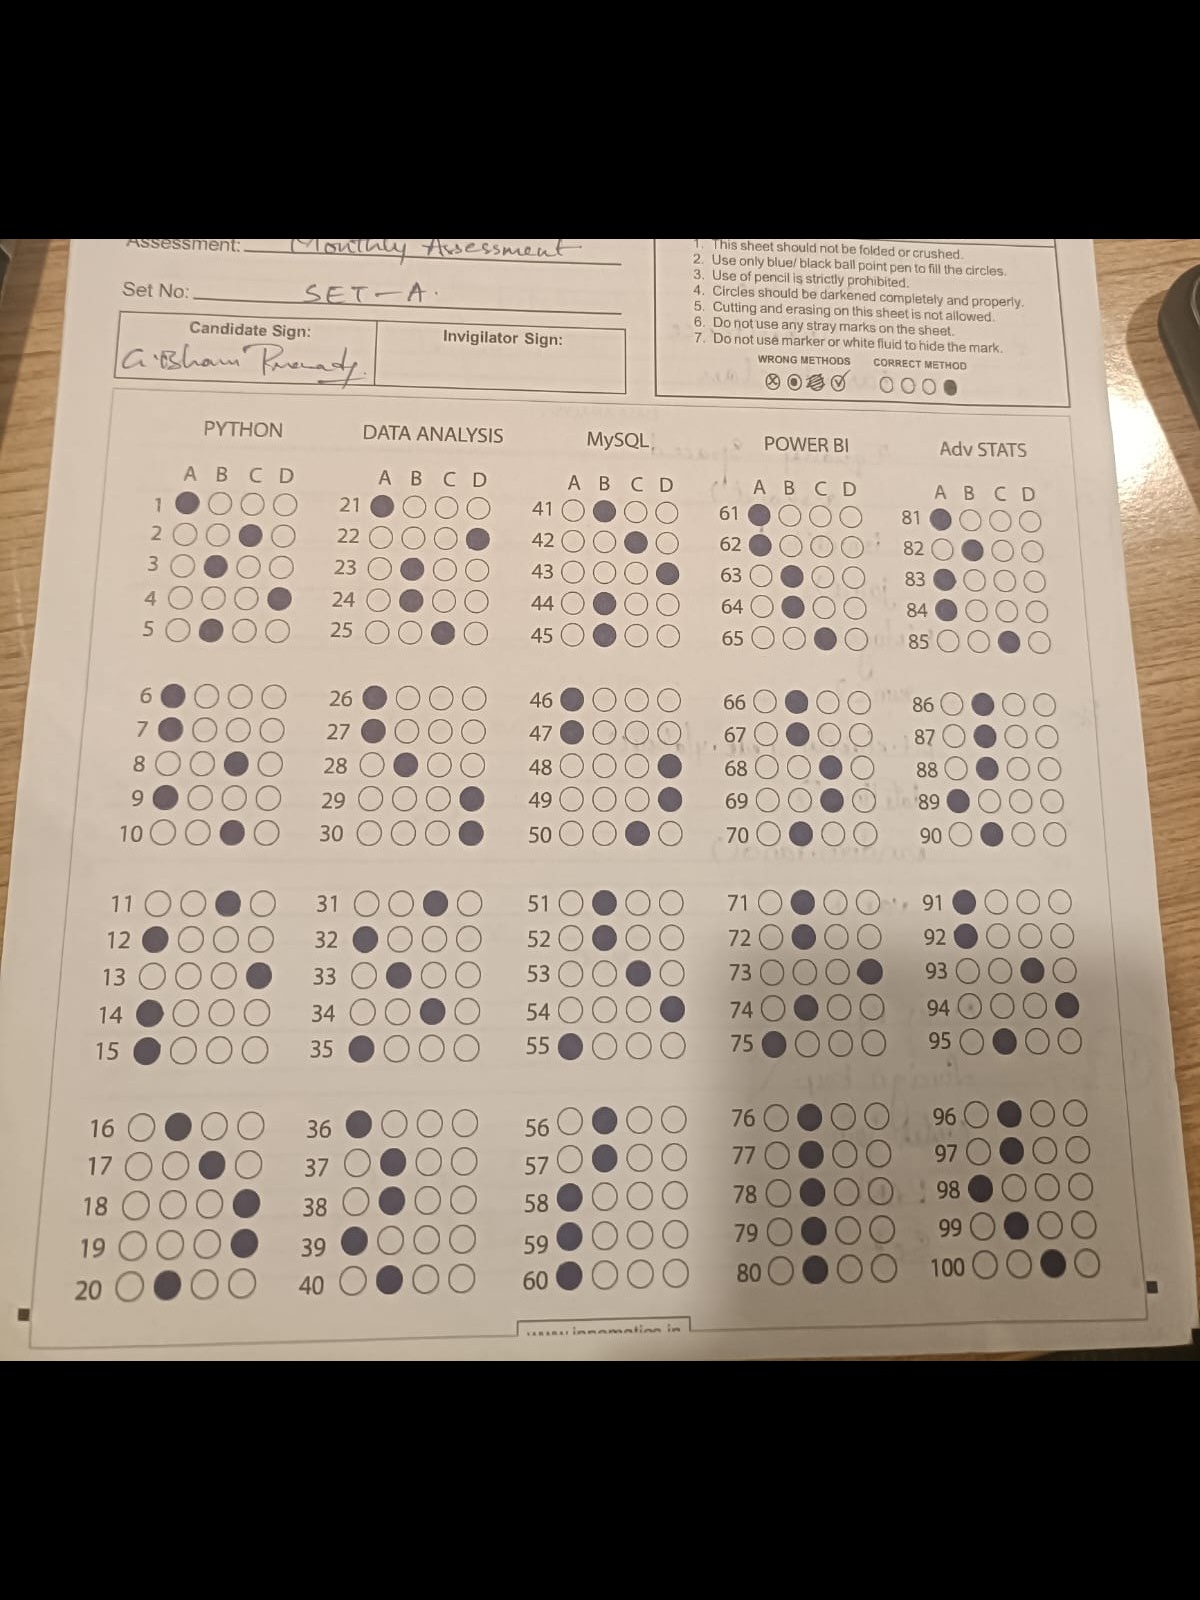 Assessment: Monthly Assessment
Set No: SET-A.
Candidate Sign:
Invigilator Sign:
1. This sheet should not be folded or crushed.
2. Use only blue/ black ball point pen to fill the circles.
3. Use of pencil is strictly prohibited.
4. Circles should be darkened completely and properly.
5. Cutting and erasing on this sheet is not allowed.
6. Do not use any stray marks on the sheet.
7. Do not use marker or white fluid to hide the mark.
WRONG METHODS CORRECT METHOD
PYTHON DATA ANALYSIS MySQL POWER BI Adv STATS
A B C D A B C D A B C D A B C D A B C D
1 21 41 61 81
2 22 42 62 82
3 23 43 63 83
4 24 44 64 84
5 25 45 65 85
6 26 46 66 86
7 27 47 67 87
8 28 48 68 88
9 29 49 69 89
10 30 50 70 90
11 31 51 71 91
12 32 52 72 92
13 33 53 73 93
14 34 54 74 94
15 35 55 75 95
16 36 56 76 96
17 37 57 77 97
18 38 58 78 98
19 39 59 79 99
20 40 60 80 100